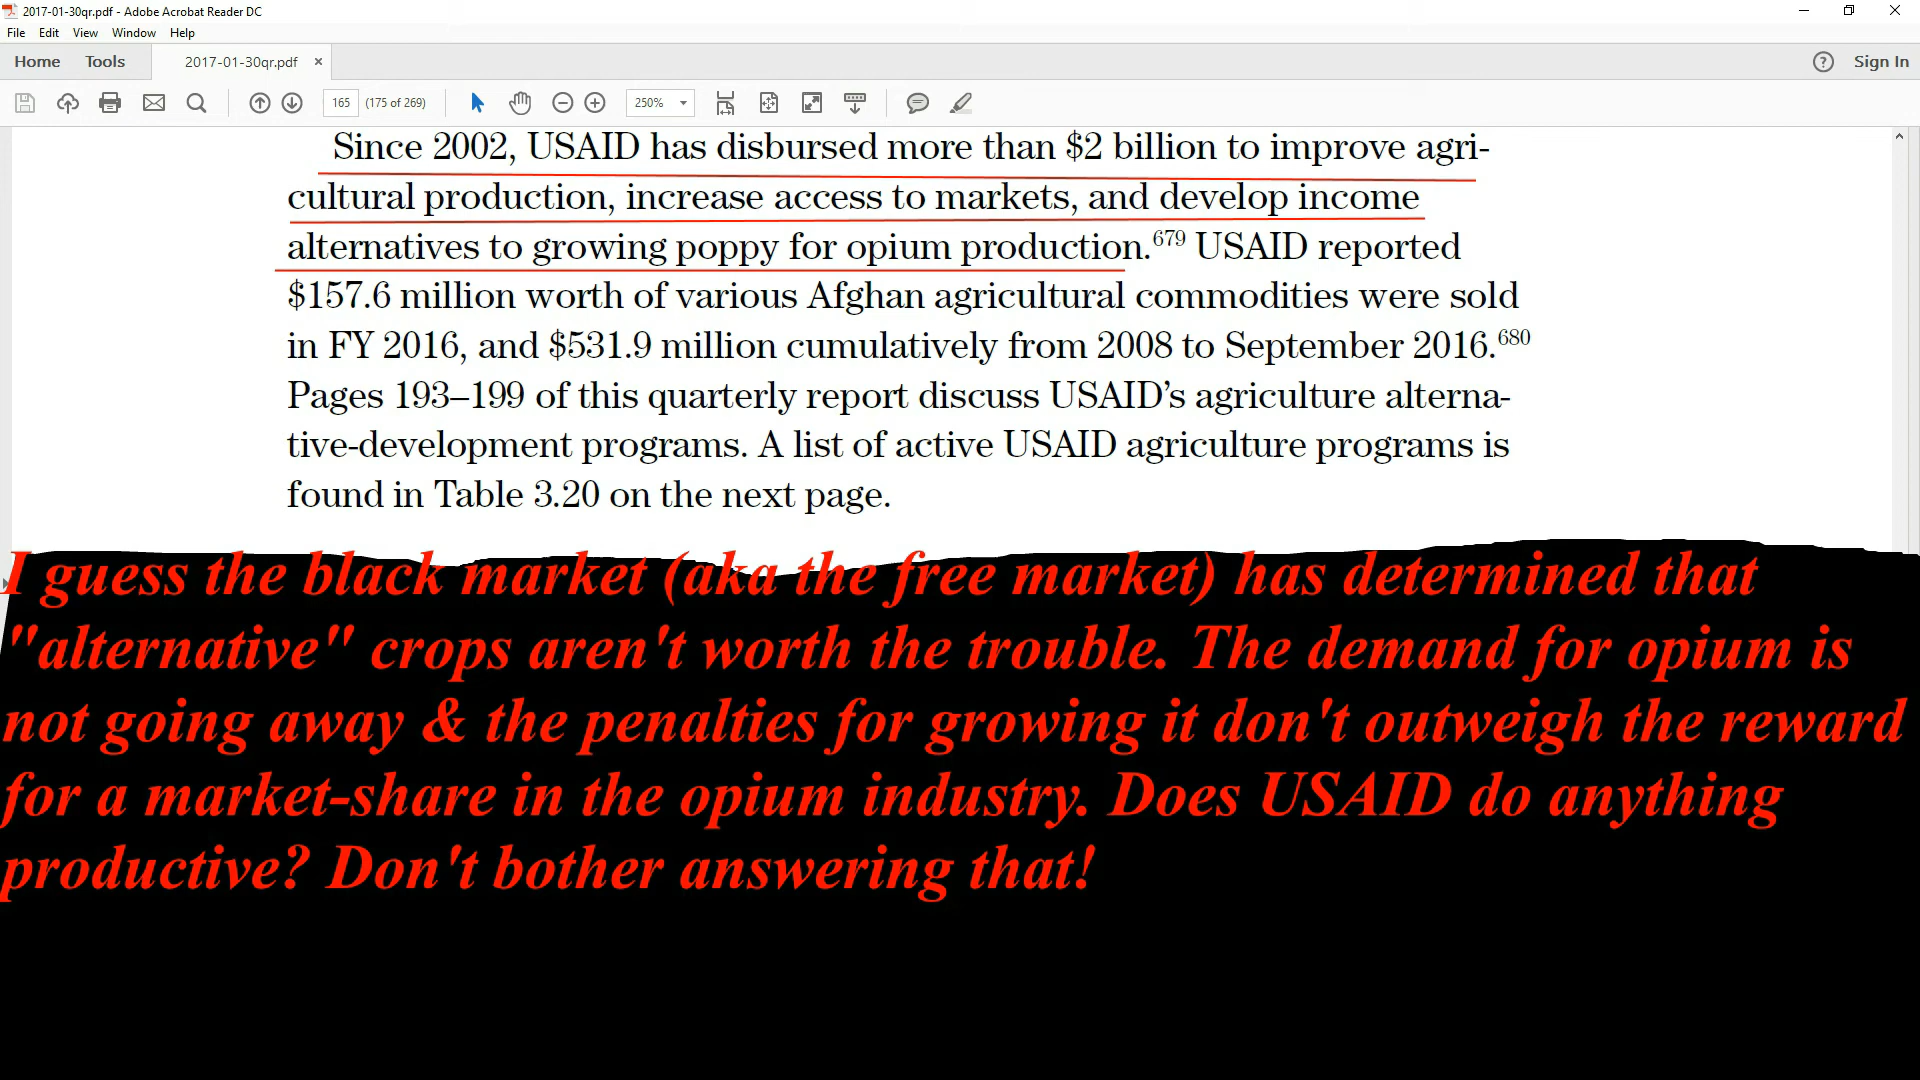 2017-01-30qr.pdf - Adobe Acrobat Reader DC
File Edit View Window Help
Home Tools 2017-01-30qr.pdf × ? Sign In
165 (175 of 269) 250%
Since 2002, USAID has disbursed more than $2 billion to improve agri-
cultural production, increase access to markets, and develop income
alternatives to growing poppy for opium production.679 USAID reported
$157.6 million worth of various Afghan agricultural commodities were sold
in FY 2016, and $531.9 million cumulatively from 2008 to September 2016.680
Pages 193–199 of this quarterly report discuss USAID’s agriculture alterna-
tive-development programs. A list of active USAID agriculture programs is
found in Table 3.20 on the next page.
I guess the black market (aka the free market) has determined that
"alternative" crops aren't worth the trouble. The demand for opium is
not going away & the penalties for growing it don't outweigh the reward
for a market-share in the opium industry. Does USAID do anything
productive? Don't bother answering that!